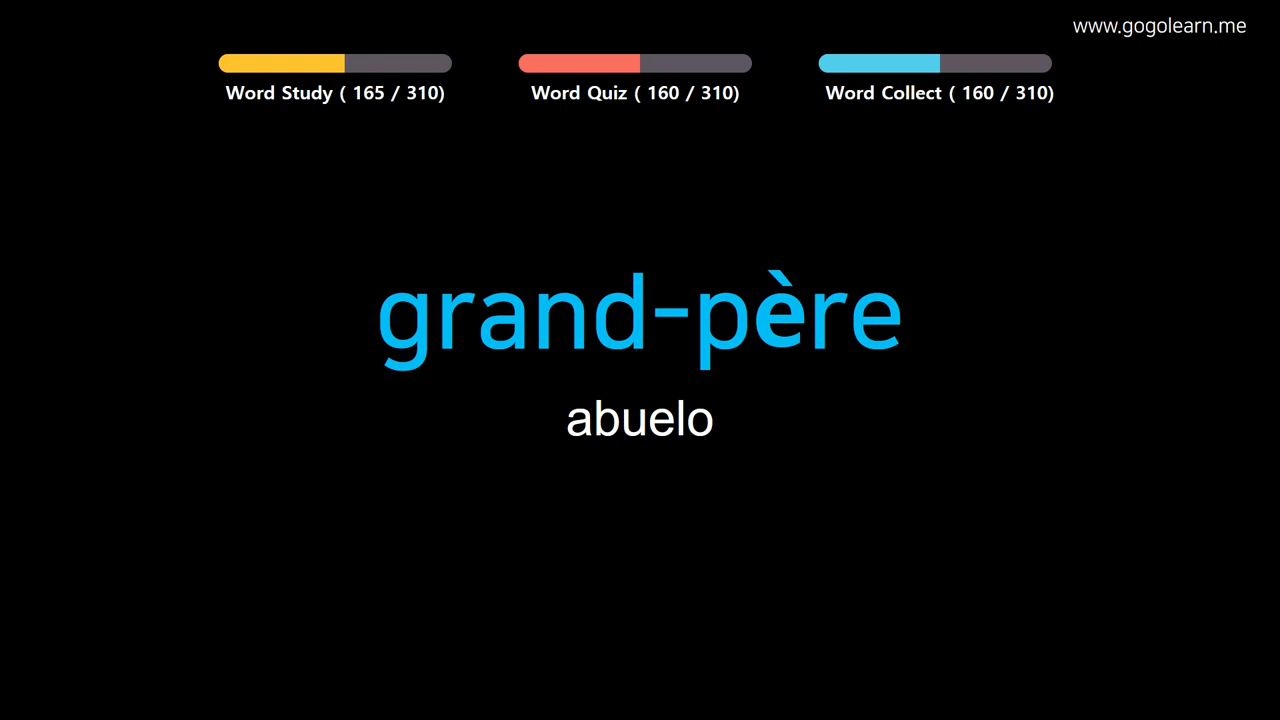 www.gogolearn.me
Word Study ( 165 / 310)
Word Quiz ( 160 / 310)
Word Collect ( 160 / 310)
grand-père
abuelo